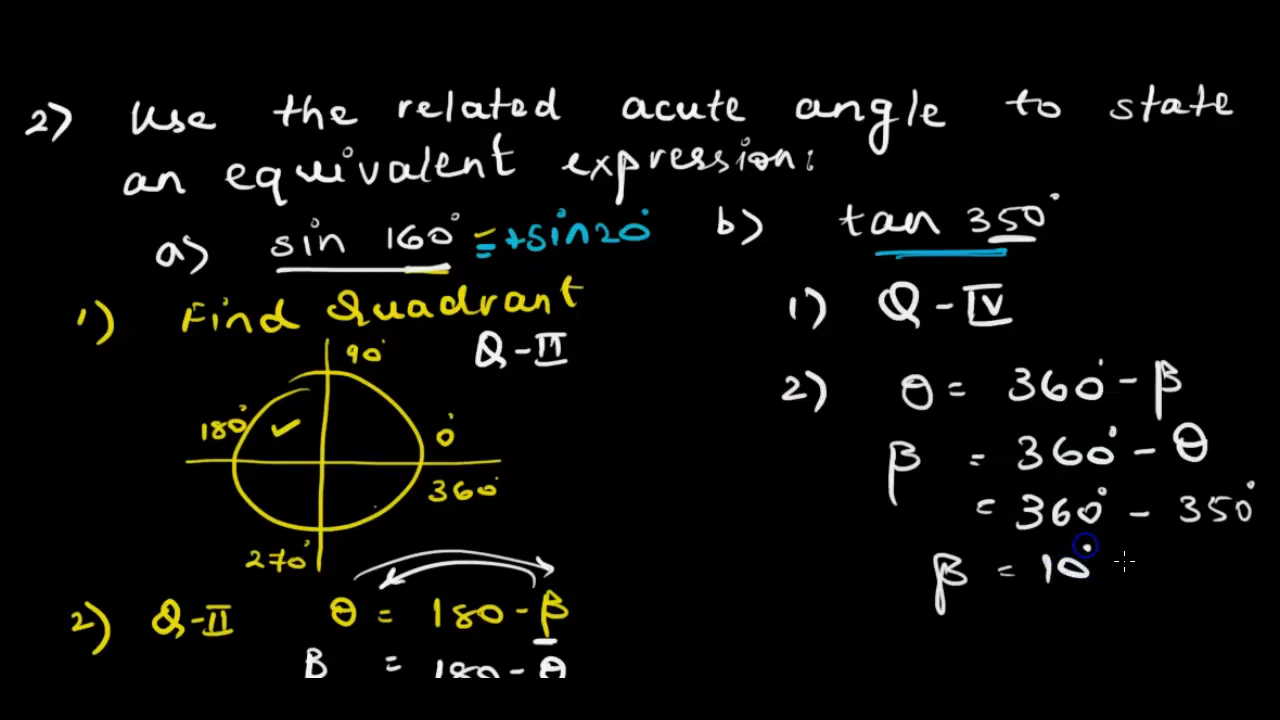 2) Use the related acute angle to state
an equivalent expression:
a) sin 160° = +sin20°
b) tan 350°
1) Find Quadrant
Q-II
90°
180°
0°
360°
270°
2) Q-II θ = 180 - β
β = 180 - θ
1) Q-IV
2) θ = 360° - β
β = 360° - θ
= 360° - 350°
β = 10°